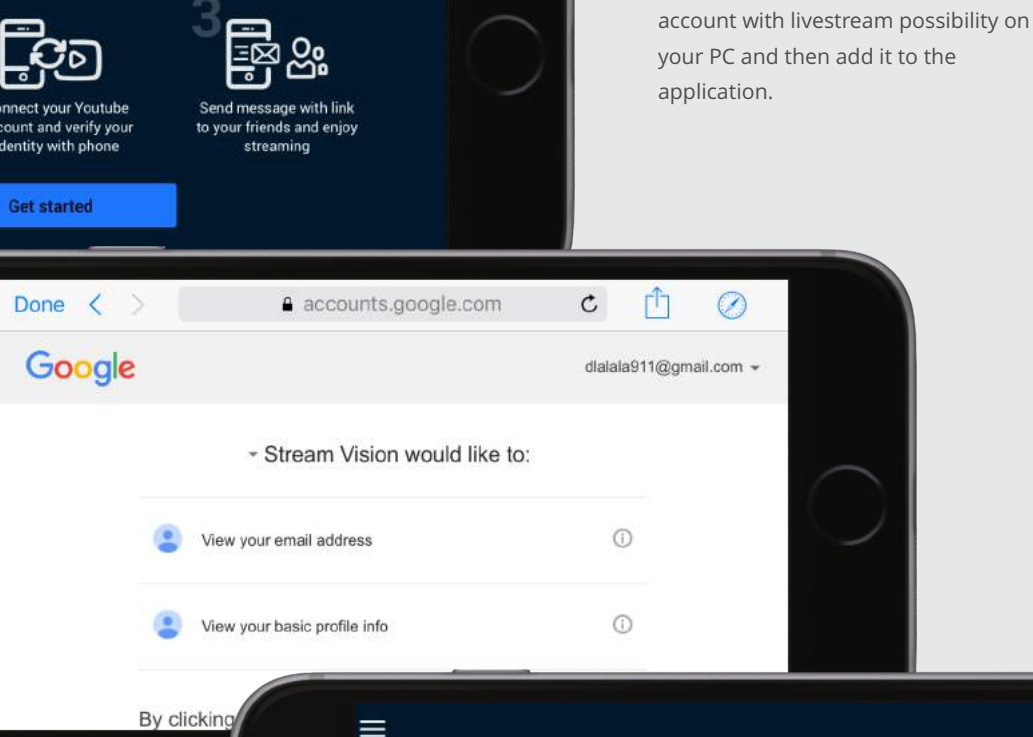 account with livestream possibility on
your PC and then add it to the
application.
3
Send message with link
to your friends and enjoy
streaming
your Youtube
and verify your
with phone
Get started
Done
accounts.google.com
Google
dlalala911@gmail.com
Stream Vision would like to:
View your email address
View your basic profile info
By clicking